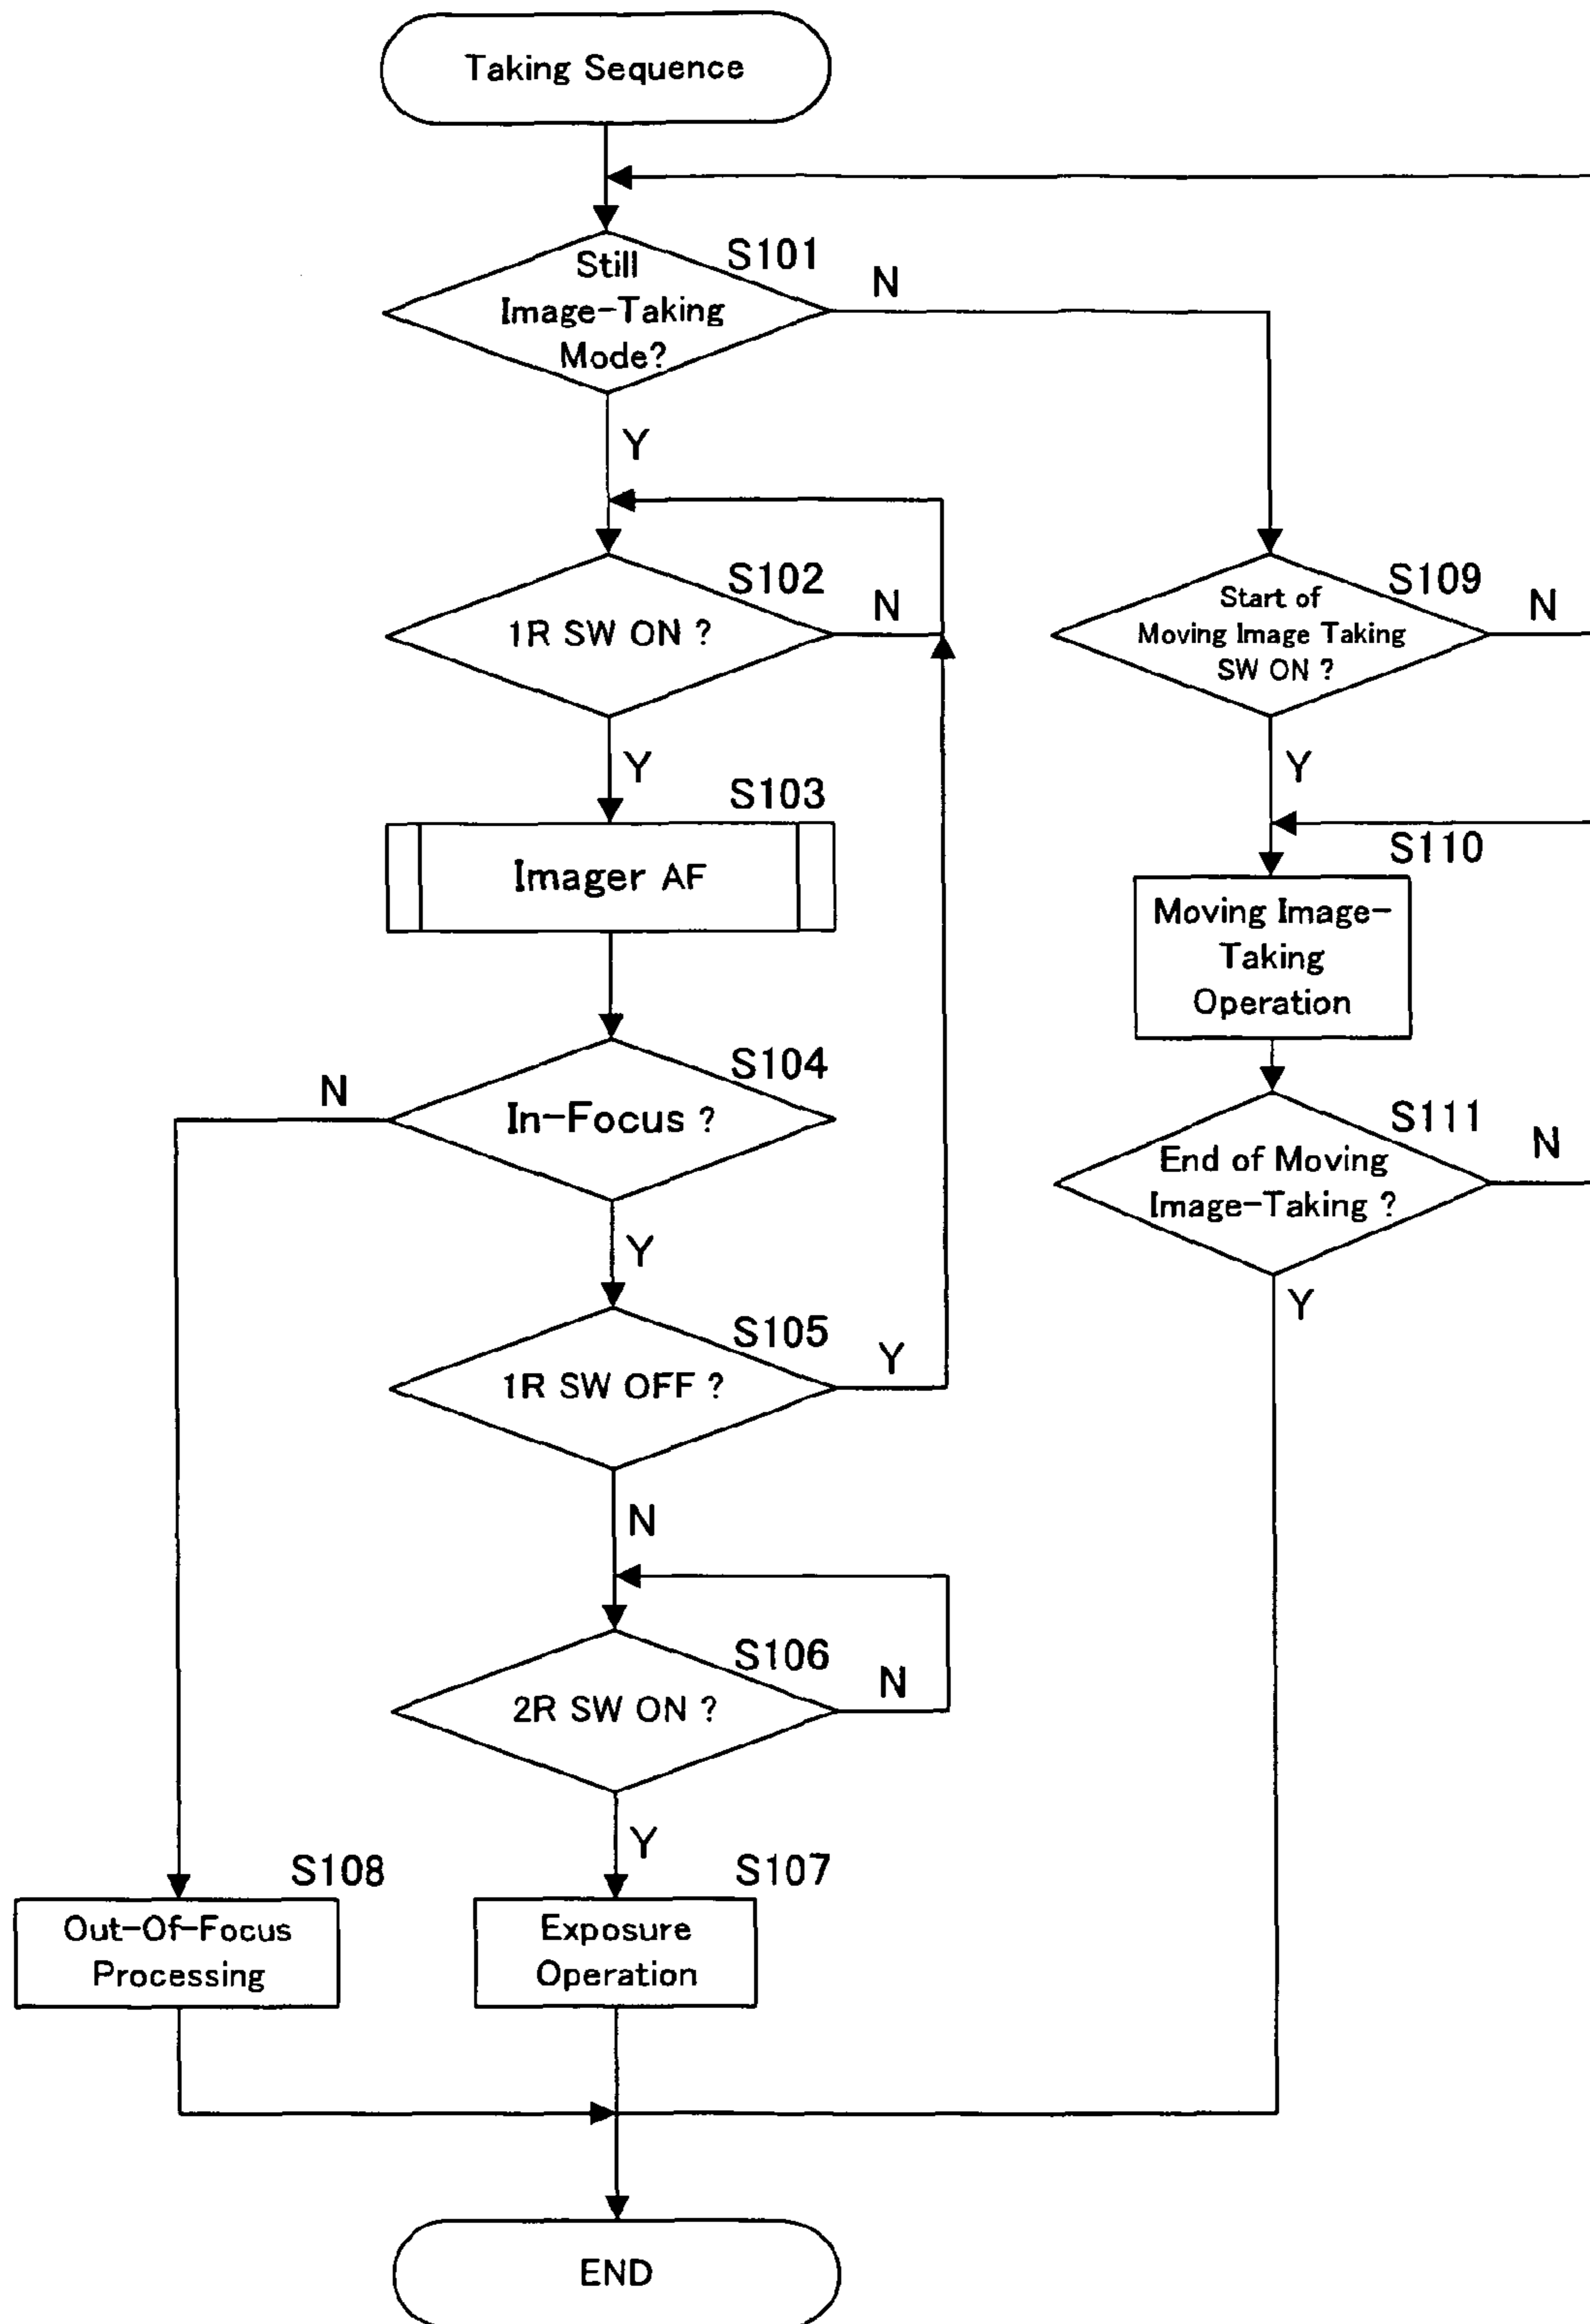 Taking Sequence
S101
Still
Image-Taking
Mode?
N
Y
S102
1R SW ON ?
N
Y
S109
Start of
Moving Image Taking
SW ON ?
N
Y
S103
Imager AF
S110
Moving Image-
Taking
Operation
S104
In-Focus ?
N
Y
S111
End of Moving
Image-Taking ?
N
Y
S105
1R SW OFF ?
Y
N
S106
2R SW ON ?
N
Y
S108
Out-Of-Focus
Processing
S107
Exposure
Operation
END